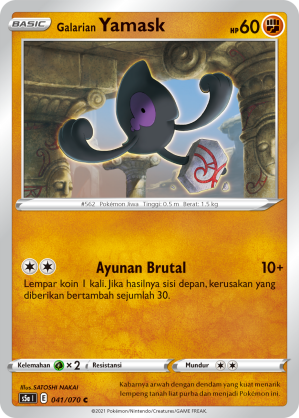 BASIC Galarian Yamask HP 60
#562 Pokémon Jiwa Tinggi: 0.5 m Berat: 1.5 kg
Ayunan Brutal 10+
Lempar koin 1 kali. Jika hasilnya sisi depan, kerusakan yang
diberikan bertambah sejumlah 30.
Kelemahan ×2 Resistansi Mundur
Illus. SATOSHI NAKAI
S5a I E 041/070 C
Kabarnya arwah dengan dendam yang kuat menarik
lempeng tanah liat purba dan menjadi Pokémon ini.
©2021 Pokémon/Nintendo/Creatures/GAME FREAK.